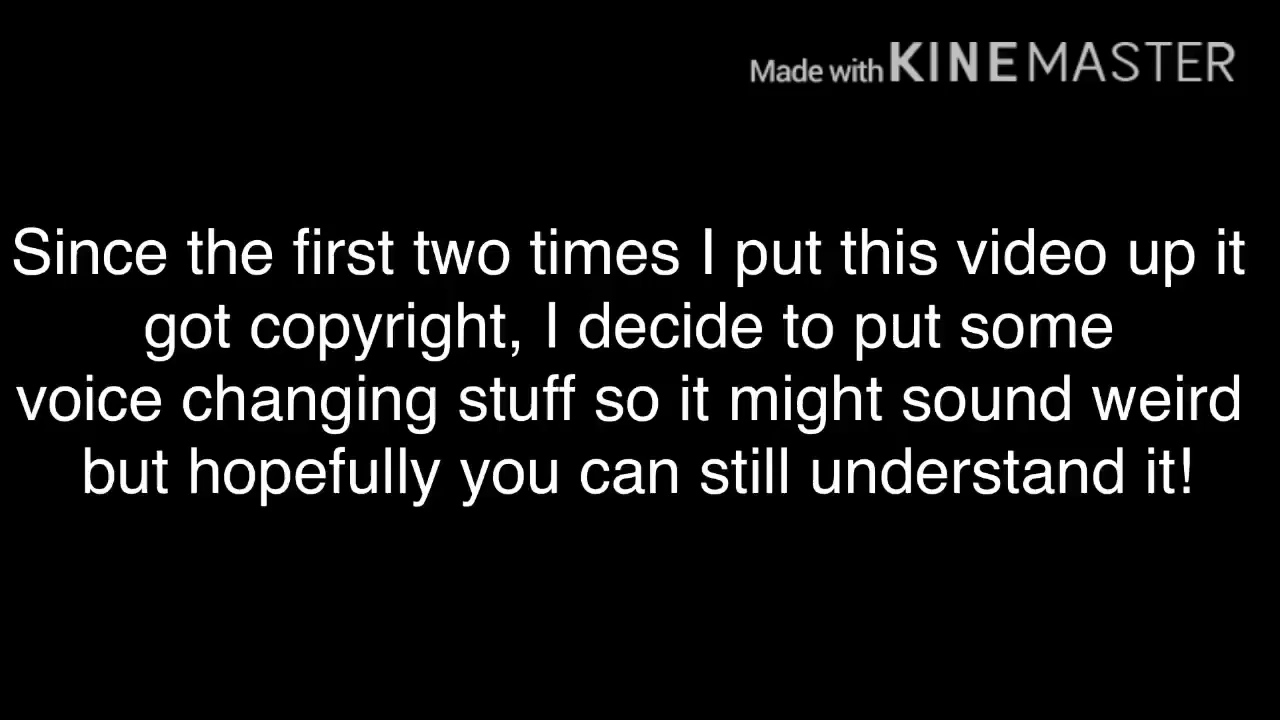 Made with KINEMASTER
Since the first two times I put this video up it
got copyright, I decide to put some
voice changing stuff so it might sound weird
but hopefully you can still understand it!